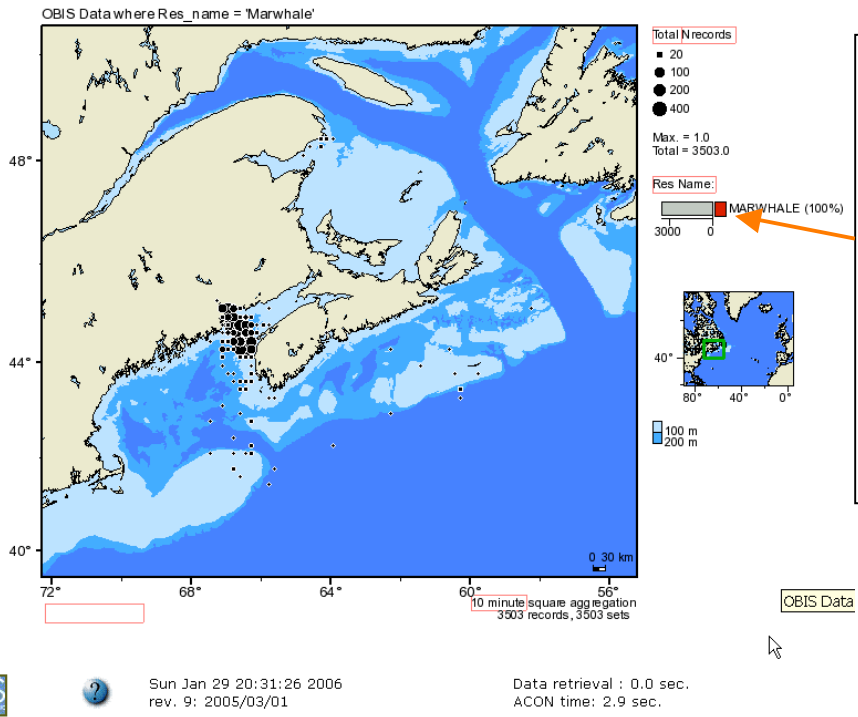 OBIS Data where Res_name = 'Marwhale'
Total N records
20
100
200
400
Max. = 1.0
Total = 3503.0
Res Name:
MARWHALE (100%)
3000 0
48°
44°
40°
72° 68° 64° 60° 56°
0 30 km
10 minute square aggregation
3503 records, 3503 sets
40°
80° 40° 0°
100 m
200 m
OBIS Data
?
Sun Jan 29 20:31:26 2006
rev. 9: 2005/03/01
Data retrieval : 0.0 sec.
ACON time: 2.9 sec.